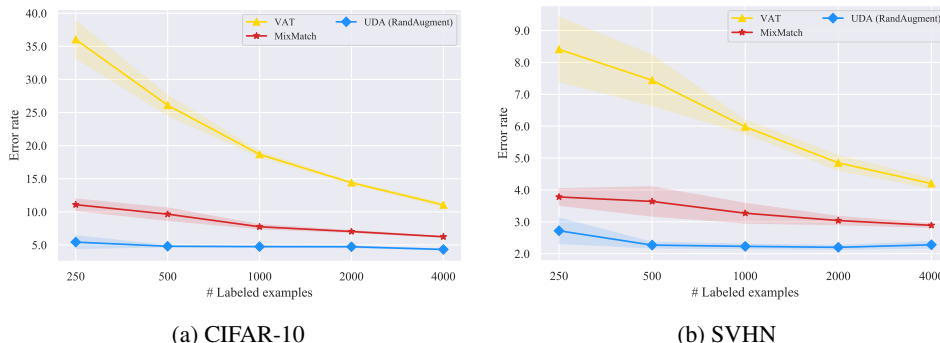 40.0
35.0
30.0
25.0
20.0
15.0
10.0
5.0
Error rate
VAT
MixMatch
UDA (RandAugment)
250 500 1000 2000 4000
# Labeled examples
(a) CIFAR-10
9.0
8.0
7.0
6.0
5.0
4.0
3.0
2.0
Error rate
VAT
MixMatch
UDA (RandAugment)
250 500 1000 2000 4000
# Labeled examples
(b) SVHN